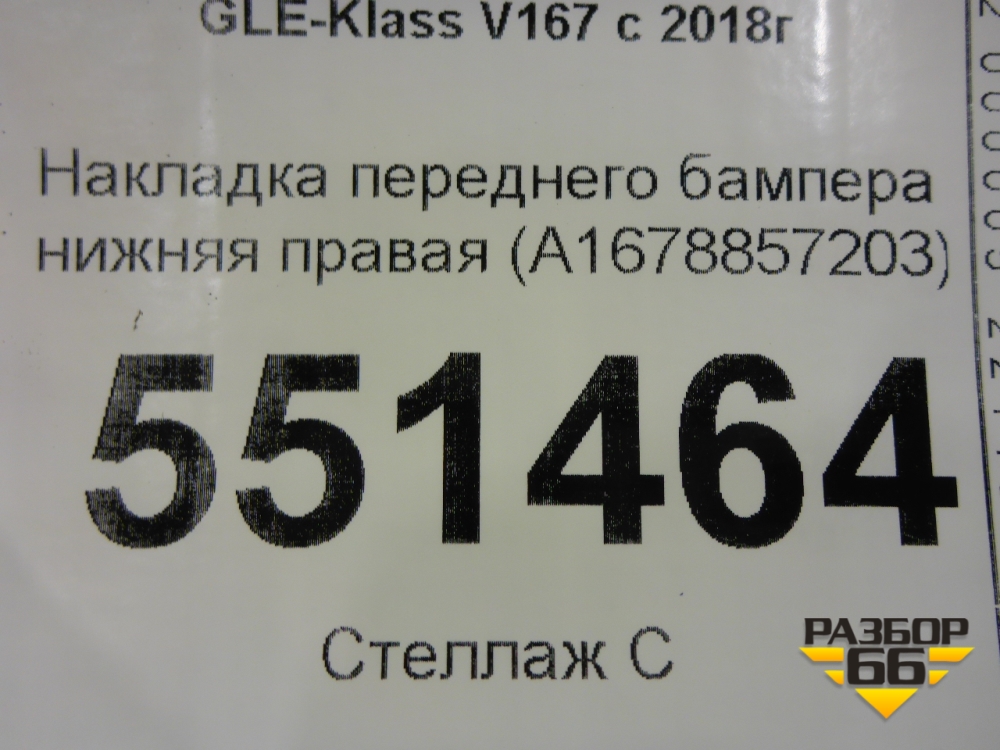 GLE-Klass V167 с 2018г
Накладка переднего бампера
нижняя правая (A1678857203)
551464
Стеллаж С
РАЗБОР
66